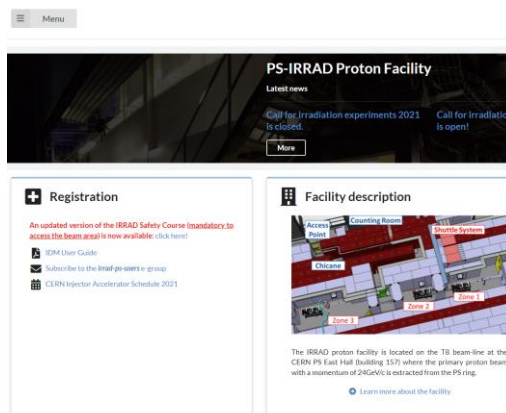 Menu
PS-IRRAD Proton Facility
Latest news
Call for irradiation experiments 2021
is closed.
Call for irradiatio
is open!
More
Registration
An updated version of the IRRAD Safety Course (mandatory to
access the beam area) is now available: click here!
IDM User Guide
Subscribe to the irrad-ps-users e-group
CERN Injector Accelerator Schedule 2021
Facility description
Access
Point
Counting Room
Shuttle System
Chicane
Zone 1
Zone 2
Zone 3
The IRRAD proton facility is located on the T8 beam-line at the
CERN PS East Hall (building 157) where the primary proton beam
with a momentum of 24GeV/c is extracted from the PS ring.
Learn more about the facility